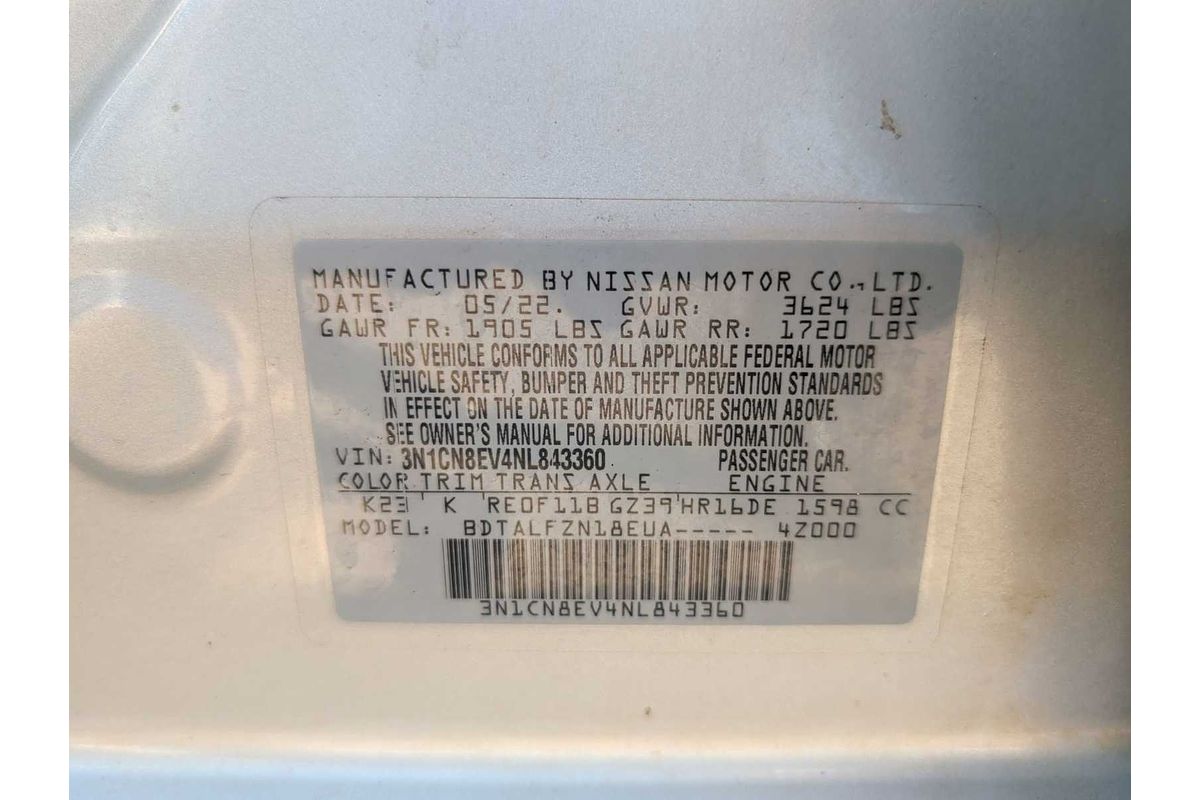 MANUFACTURED BY NISSAN MOTOR CO.,LTD.
DATE: 05/22. GVWR: 3624 LBS
GAWR FR: 1905 LBS GAWR RR: 1720 LBS
THIS VEHICLE CONFORMS TO ALL APPLICABLE FEDERAL MOTOR
VEHICLE SAFETY, BUMPER AND THEFT PREVENTION STANDARDS
IN EFFECT ON THE DATE OF MANUFACTURE SHOWN ABOVE.
SEE OWNER'S MANUAL FOR ADDITIONAL INFORMATION.
VIN: 3N1CN8EV4NL843360 PASSENGER CAR.
COLOR TRIM TRANS AXLE ENGINE
K23 K RE0F11B GZ39 HR16DE 1598 CC
MODEL: BDTALFZN18EUA----- 4Z000
3N1CN8EV4NL843360